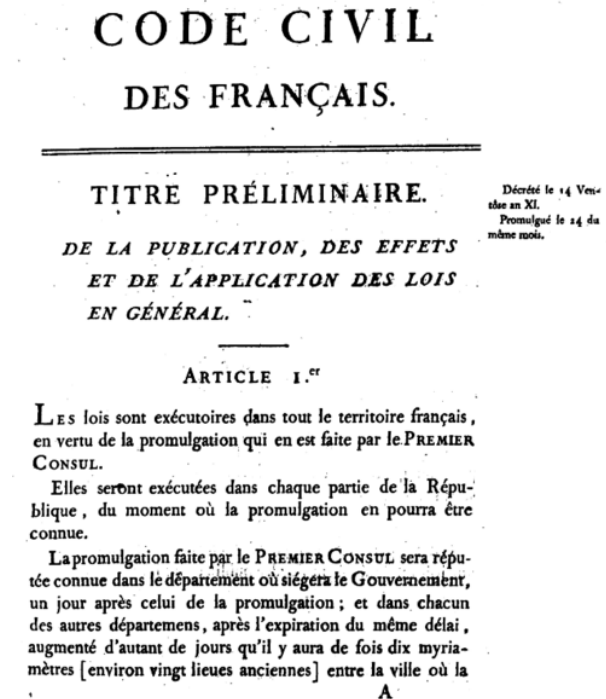 CODE CIVIL
DES FRANÇAIS.
TITRE PRÉLIMINAIRE.
Décrété le 14 Ven-
tôse an XI.
Promulgué le 24 du
même mois.
DE LA PUBLICATION, DES EFFETS
ET DE L'APPLICATION DES LOIS
EN GÉNÉRAL.
ARTICLE 1.er
LES lois sont exécutoires dans tout le territoire français,
en vertu de la promulgation qui en est faite par le PREMIER
CONSUL.
Elles seront exécutées dans chaque partie de la Répu-
blique, du moment où la promulgation en pourra être
connue.
La promulgation faite par le PREMIER CONSUL sera répu-
tée connue dans le département où siégera le Gouvernement,
un jour après celui de la promulgation ; et dans chacun
des autres départemens, après l'expiration du même délai,
augmenté d'autant de jours qu'il y aura de fois dix myria-
mètres [environ vingt lieues anciennes] entre la ville où la
A